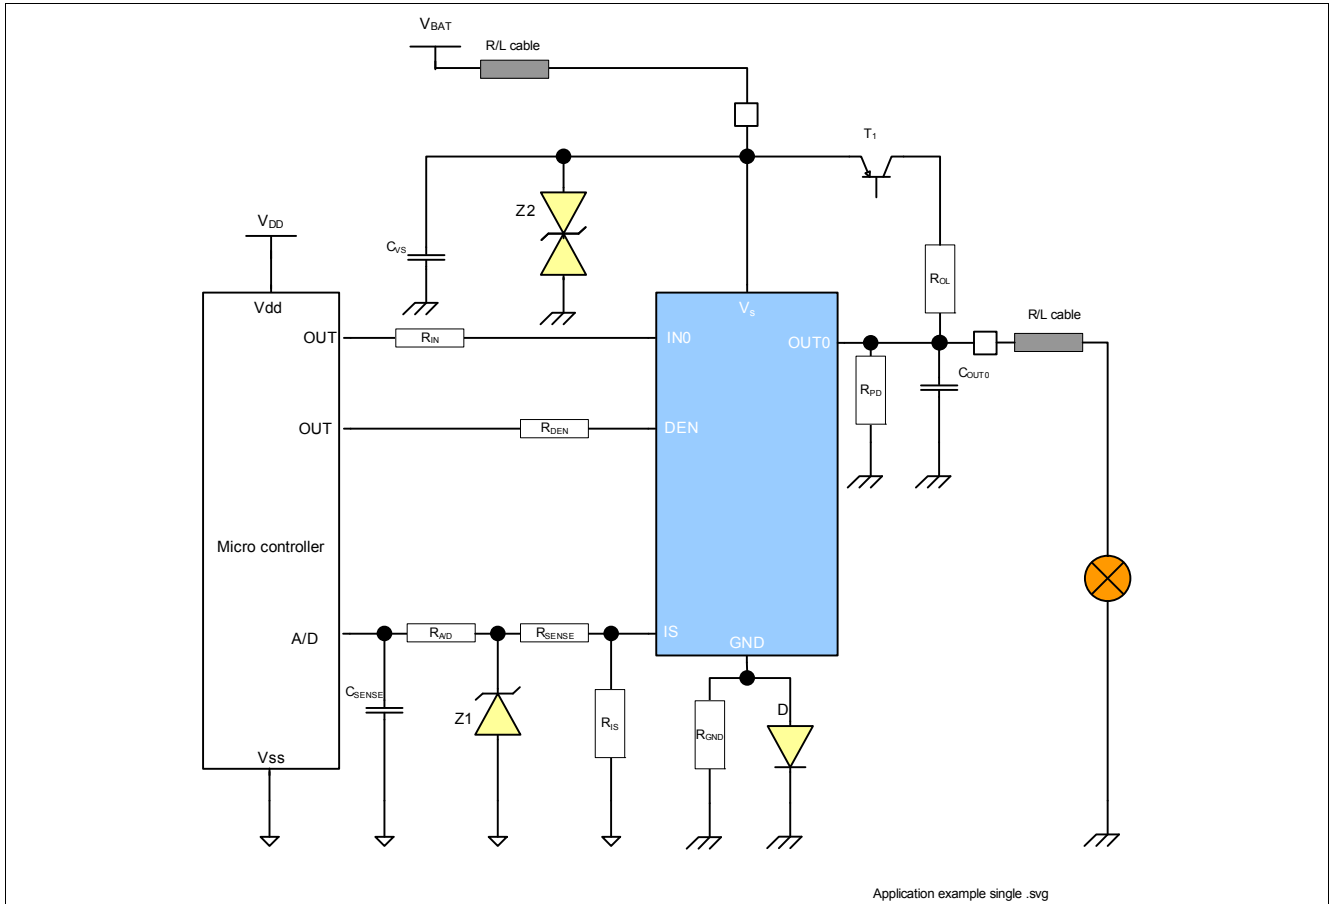 VBAT
R/L cable
T1
Z2
VDD
CVS
Vdd
Vs
ROL
R/L cable
OUT
RIN
IN0
OUT0
COUT0
RPD
OUT
RDEN
DEN
Micro controller
A/D
RA/D
RSENSE
IS
GND
CSENSE
Z1
RIS
RGND
D
Vss
Application example single .svg